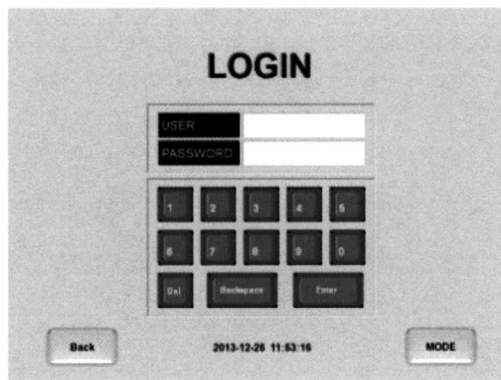 LOGIN
USER
PASSWORD
1 2 3 4 5
6 7 8 9 0
Del Backspace Enter
Back 2013-12-26 11:53:16 MODE